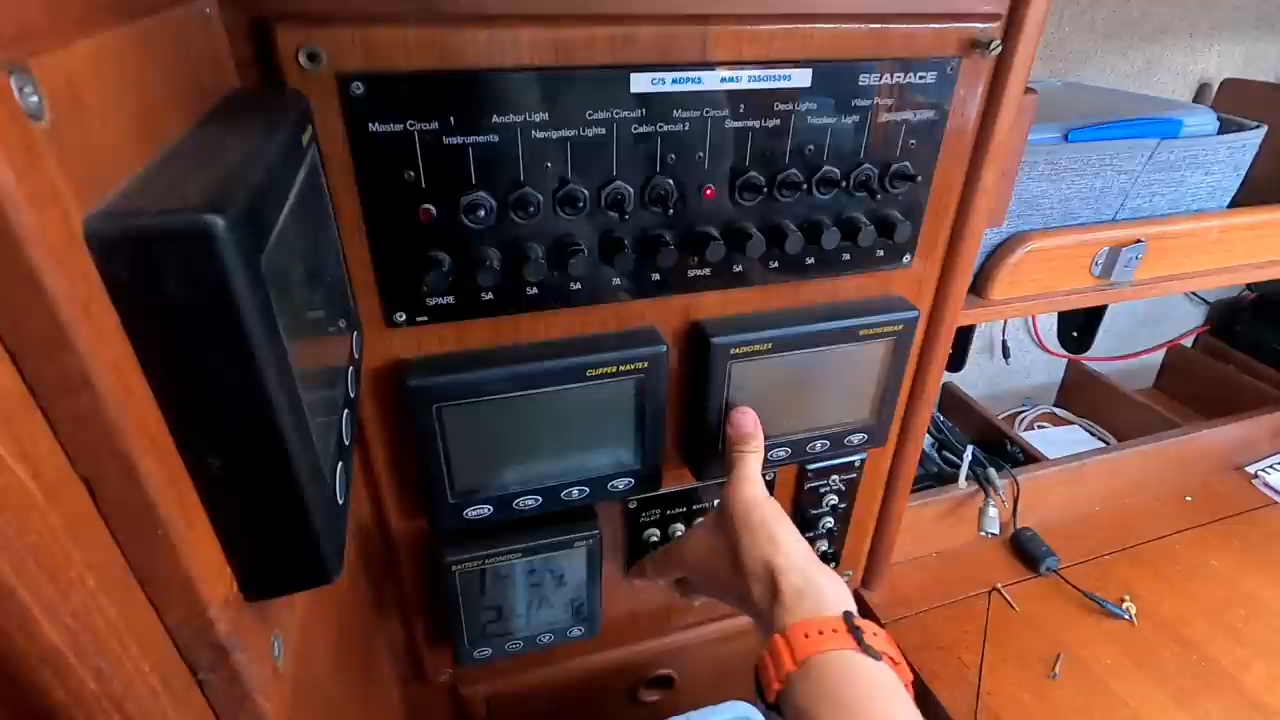 C/S MDPK5. MMSI 235015395
SEARACE
Master Circuit 1
Instruments
Anchor Light
Navigation Lights
Cabin Circuit 1
Cabin Circuit 2
Master Circuit 2
Steaming Light
Deck Lights
Tricolour Light
Water Pump
SPARE
5A
5A
5A
7A
7A
SPARE
5A
5A
5A
7A
7A
CLIPPER NAVTEX
ENTER
CTRL
RADIOTELEX
WEATHERMAN
CTRL
AUTO PILOT
RADAR
BATTERY MONITOR